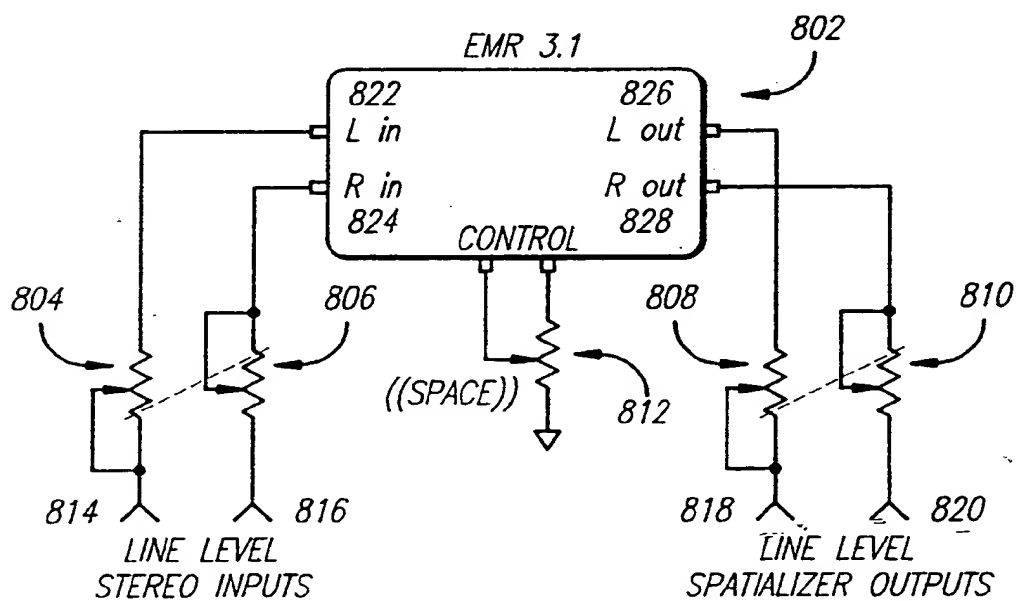 802
EMR 3.1
822 826
L in L out
R in R out
824 828
CONTROL
804 806 808 810
((SPACE))
812
814 816 818 820
LINE LEVEL
STEREO INPUTS
LINE LEVEL
SPATIALIZER OUTPUTS